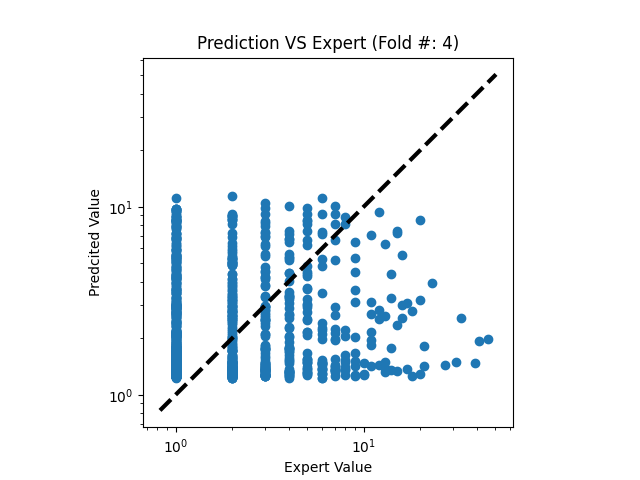 Prediction VS Expert (Fold #: 4)
Predcited Value
10¹
10⁰
10⁰
10¹
Expert Value